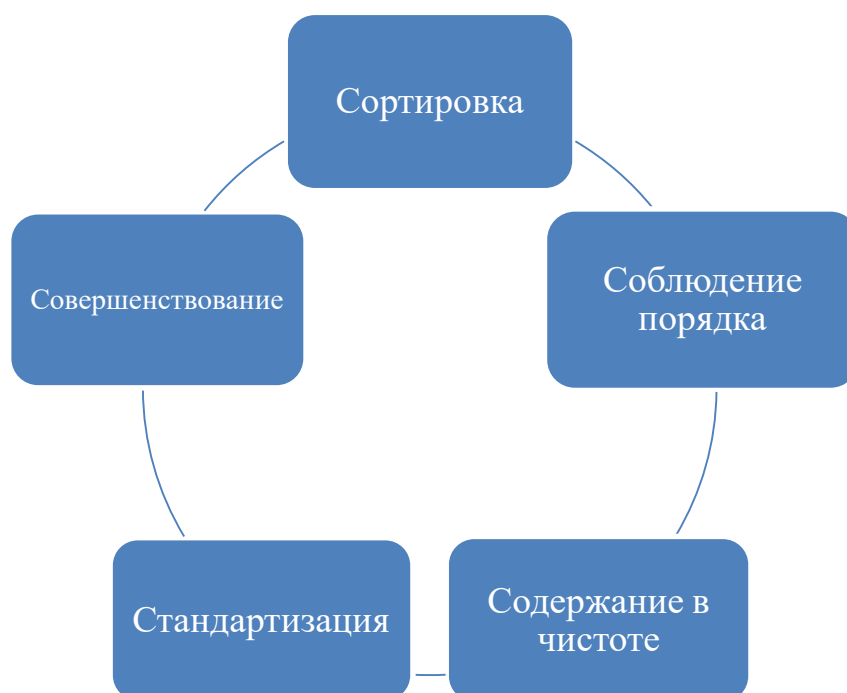 Сортировка
Соблюдение
порядка
Содержание в
чистоте
Стандартизация
Совершенствование